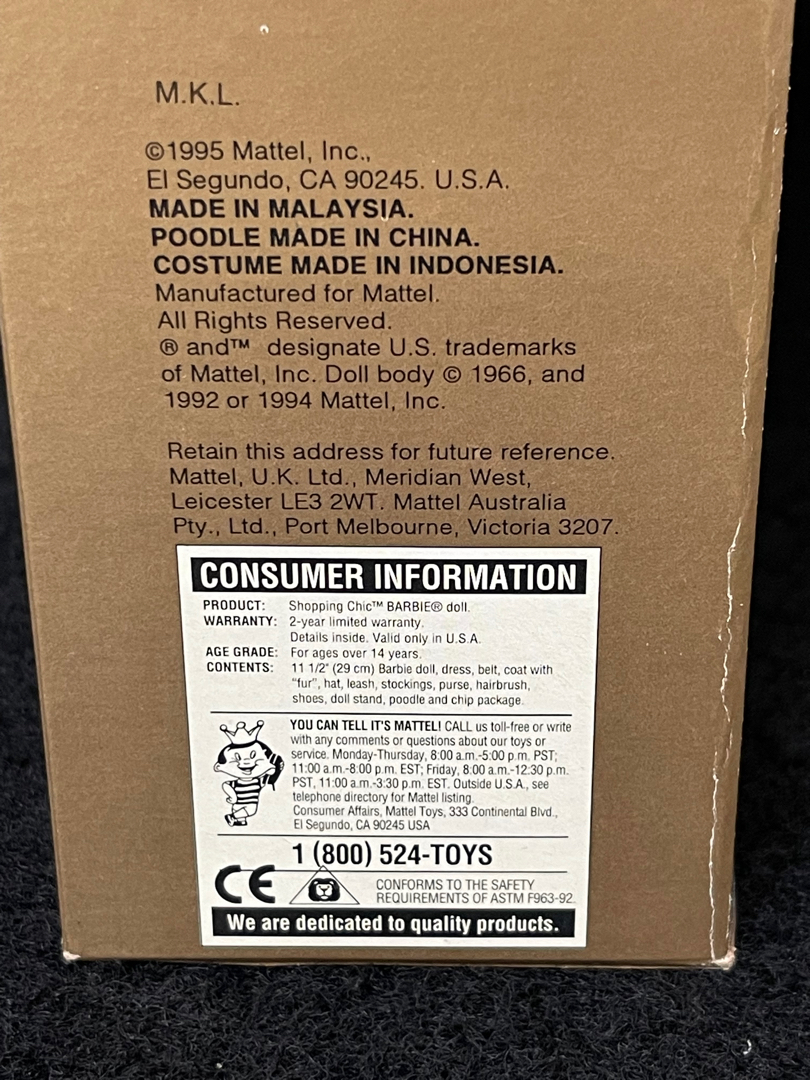 M.K.L.
©1995 Mattel, Inc.,
El Segundo, CA 90245. U.S.A.
MADE IN MALAYSIA.
POODLE MADE IN CHINA.
COSTUME MADE IN INDONESIA.
Manufactured for Mattel.
All Rights Reserved.
® and™ designate U.S. trademarks
of Mattel, Inc. Doll body © 1966, and
1992 or 1994 Mattel, Inc.
Retain this address for future reference.
Mattel, U.K. Ltd., Meridian West,
Leicester LE3 2WT. Mattel Australia
Pty., Ltd., Port Melbourne, Victoria 3207.
CONSUMER INFORMATION
PRODUCT: Shopping Chic™ BARBIE® doll.
WARRANTY: 2-year limited warranty.
Details inside. Valid only in U.S.A.
AGE GRADE: For ages over 14 years.
CONTENTS: 11 1/2" (29 cm) Barbie doll, dress, belt, coat with
"fur", hat, leash, stockings, purse, hairbrush,
shoes, doll stand, poodle and chip package.
YOU CAN TELL IT'S MATTEL! CALL us toll-free or write
with any comments or questions about our toys or
service. Monday-Thursday, 8:00 a.m.-5:00 p.m. PST;
11:00 a.m.-8:00 p.m. EST; Friday, 8:00 a.m.-12:30 p.m.
PST, 11:00 a.m.-3:30 p.m. EST. Outside U.S.A., see
telephone directory for Mattel listing.
Consumer Affairs, Mattel Toys, 333 Continental Blvd.,
El Segundo, CA 90245 USA
1 (800) 524-TOYS
CE
CONFORMS TO THE SAFETY
REQUIREMENTS OF ASTM F963-92.
We are dedicated to quality products.